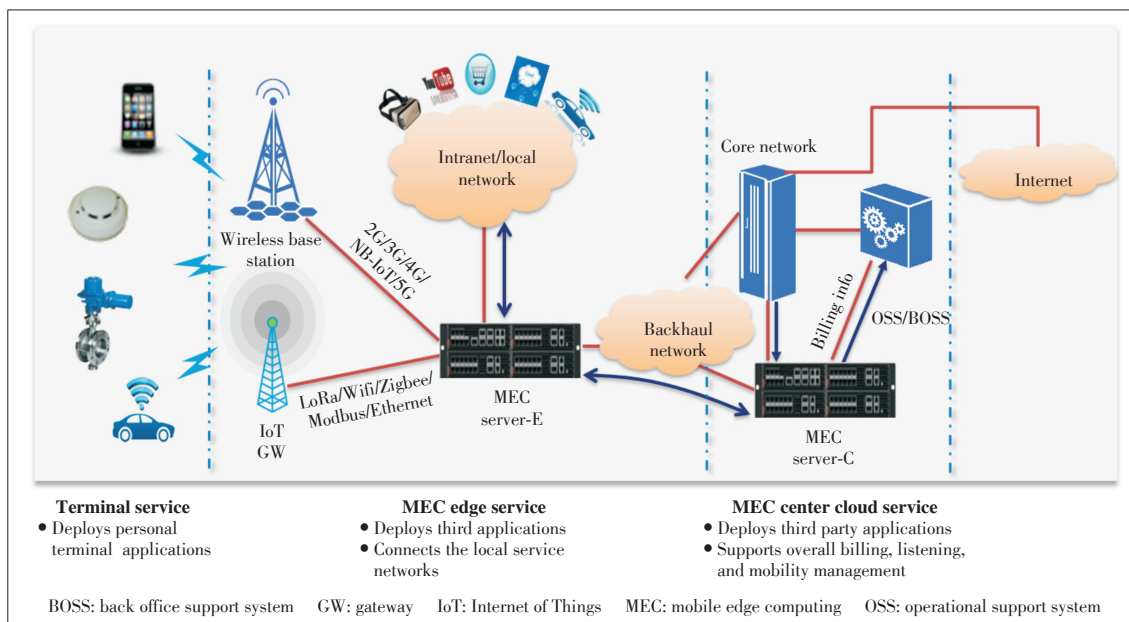 You
Tube
Intranet/local
network
Core network
Internet
Wireless base
station
2G/3G/4G/
NB-IoT/5G
Backhaul
network
Billing info
OSS/BOSS
LoRa/Wifi/Zigbee/
Modbus/Ethernet
IoT
GW
MEC
server-E
MEC
server-C
Terminal service
• Deploys personal
terminal applications
MEC edge service
• Deploys third applications
• Connects the local service
networks
MEC center cloud service
• Deploys third party applications
• Supports overall billing, listening,
and mobility management
BOSS: back office support system GW: gateway IoT: Internet of Things MEC: mobile edge computing OSS: operational support system